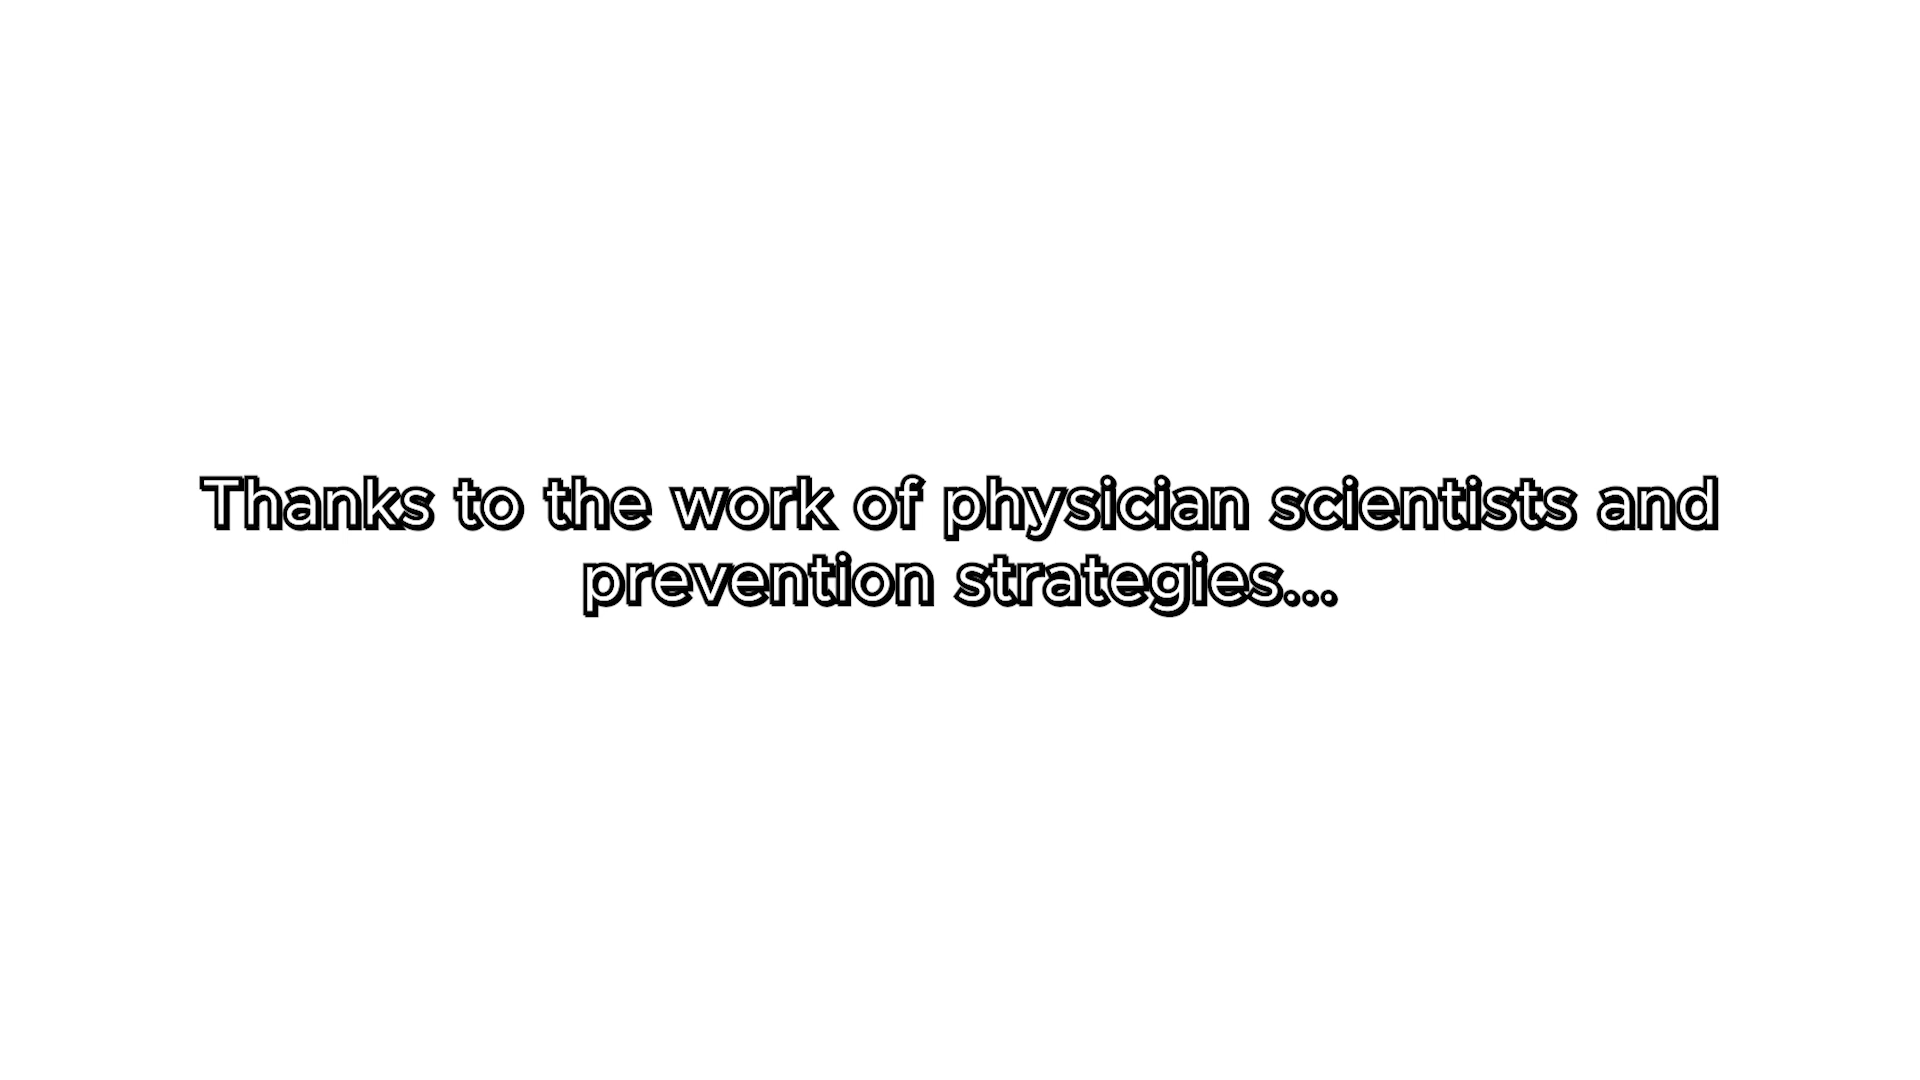 Thanks to the work of physician scientists and
prevention strategies...